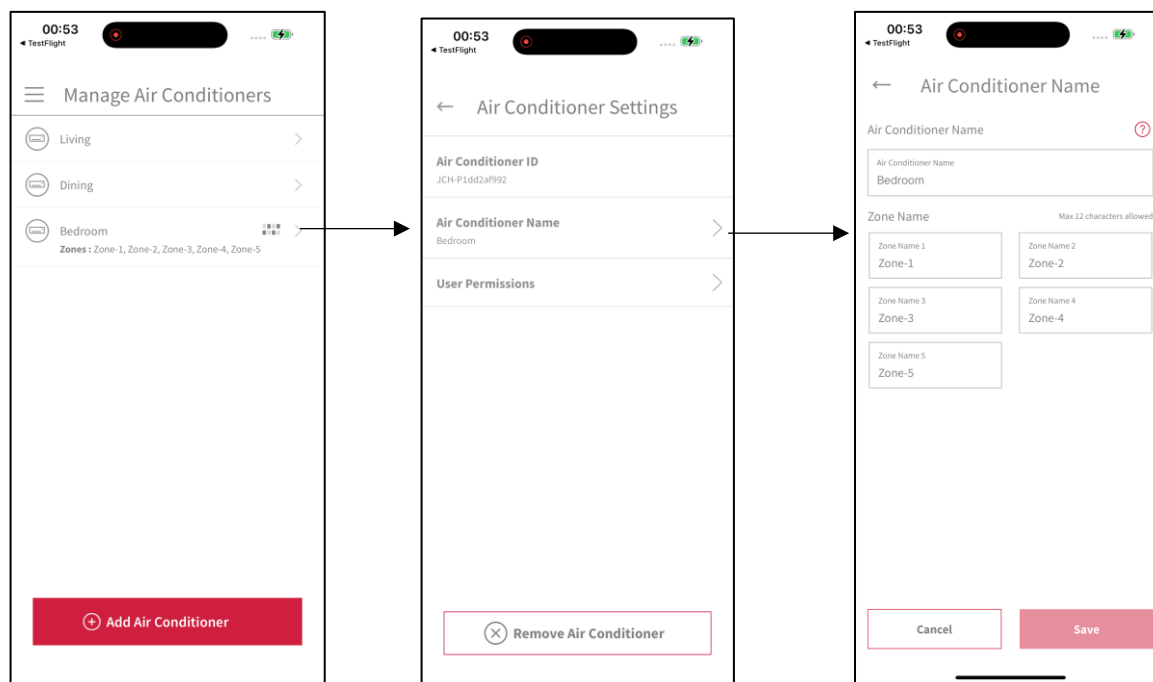 00:53
TestFlight
Manage Air Conditioners
Living
Dining
Bedroom
Zones : Zone-1, Zone-2, Zone-3, Zone-4, Zone-5
Add Air Conditioner
00:53
TestFlight
Air Conditioner Settings
Air Conditioner ID
JCH-P1dd2af992
Air Conditioner Name
Bedroom
User Permissions
Remove Air Conditioner
00:53
TestFlight
Air Conditioner Name
Air Conditioner Name
Air Conditioner Name
Bedroom
Zone Name Max 12 characters allowed
Zone Name 1 Zone Name 2
Zone-1 Zone-2
Zone Name 3 Zone Name 4
Zone-3 Zone-4
Zone Name 5
Zone-5
Cancel Save